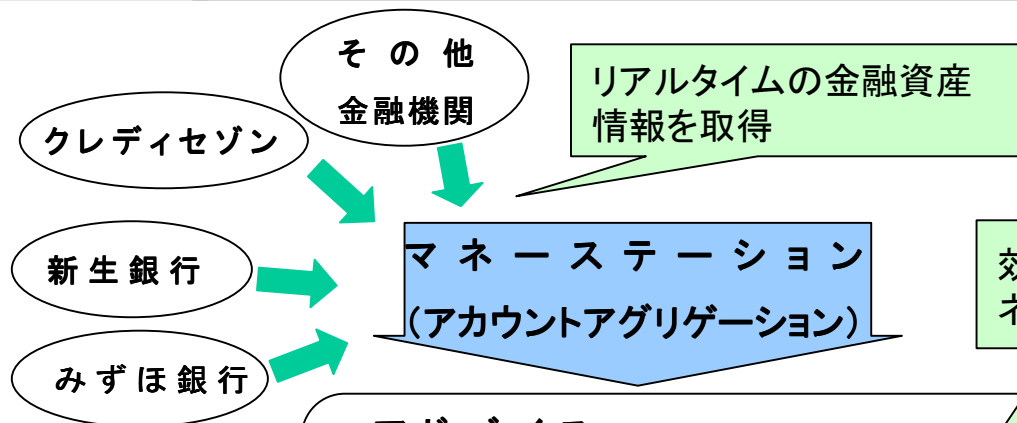 その他
金融機関
リアルタイムの金融資産
情報を取得
クレディセゾン
マネーステーション
(アカウントアグリゲーション)
新生銀行
みずほ銀行